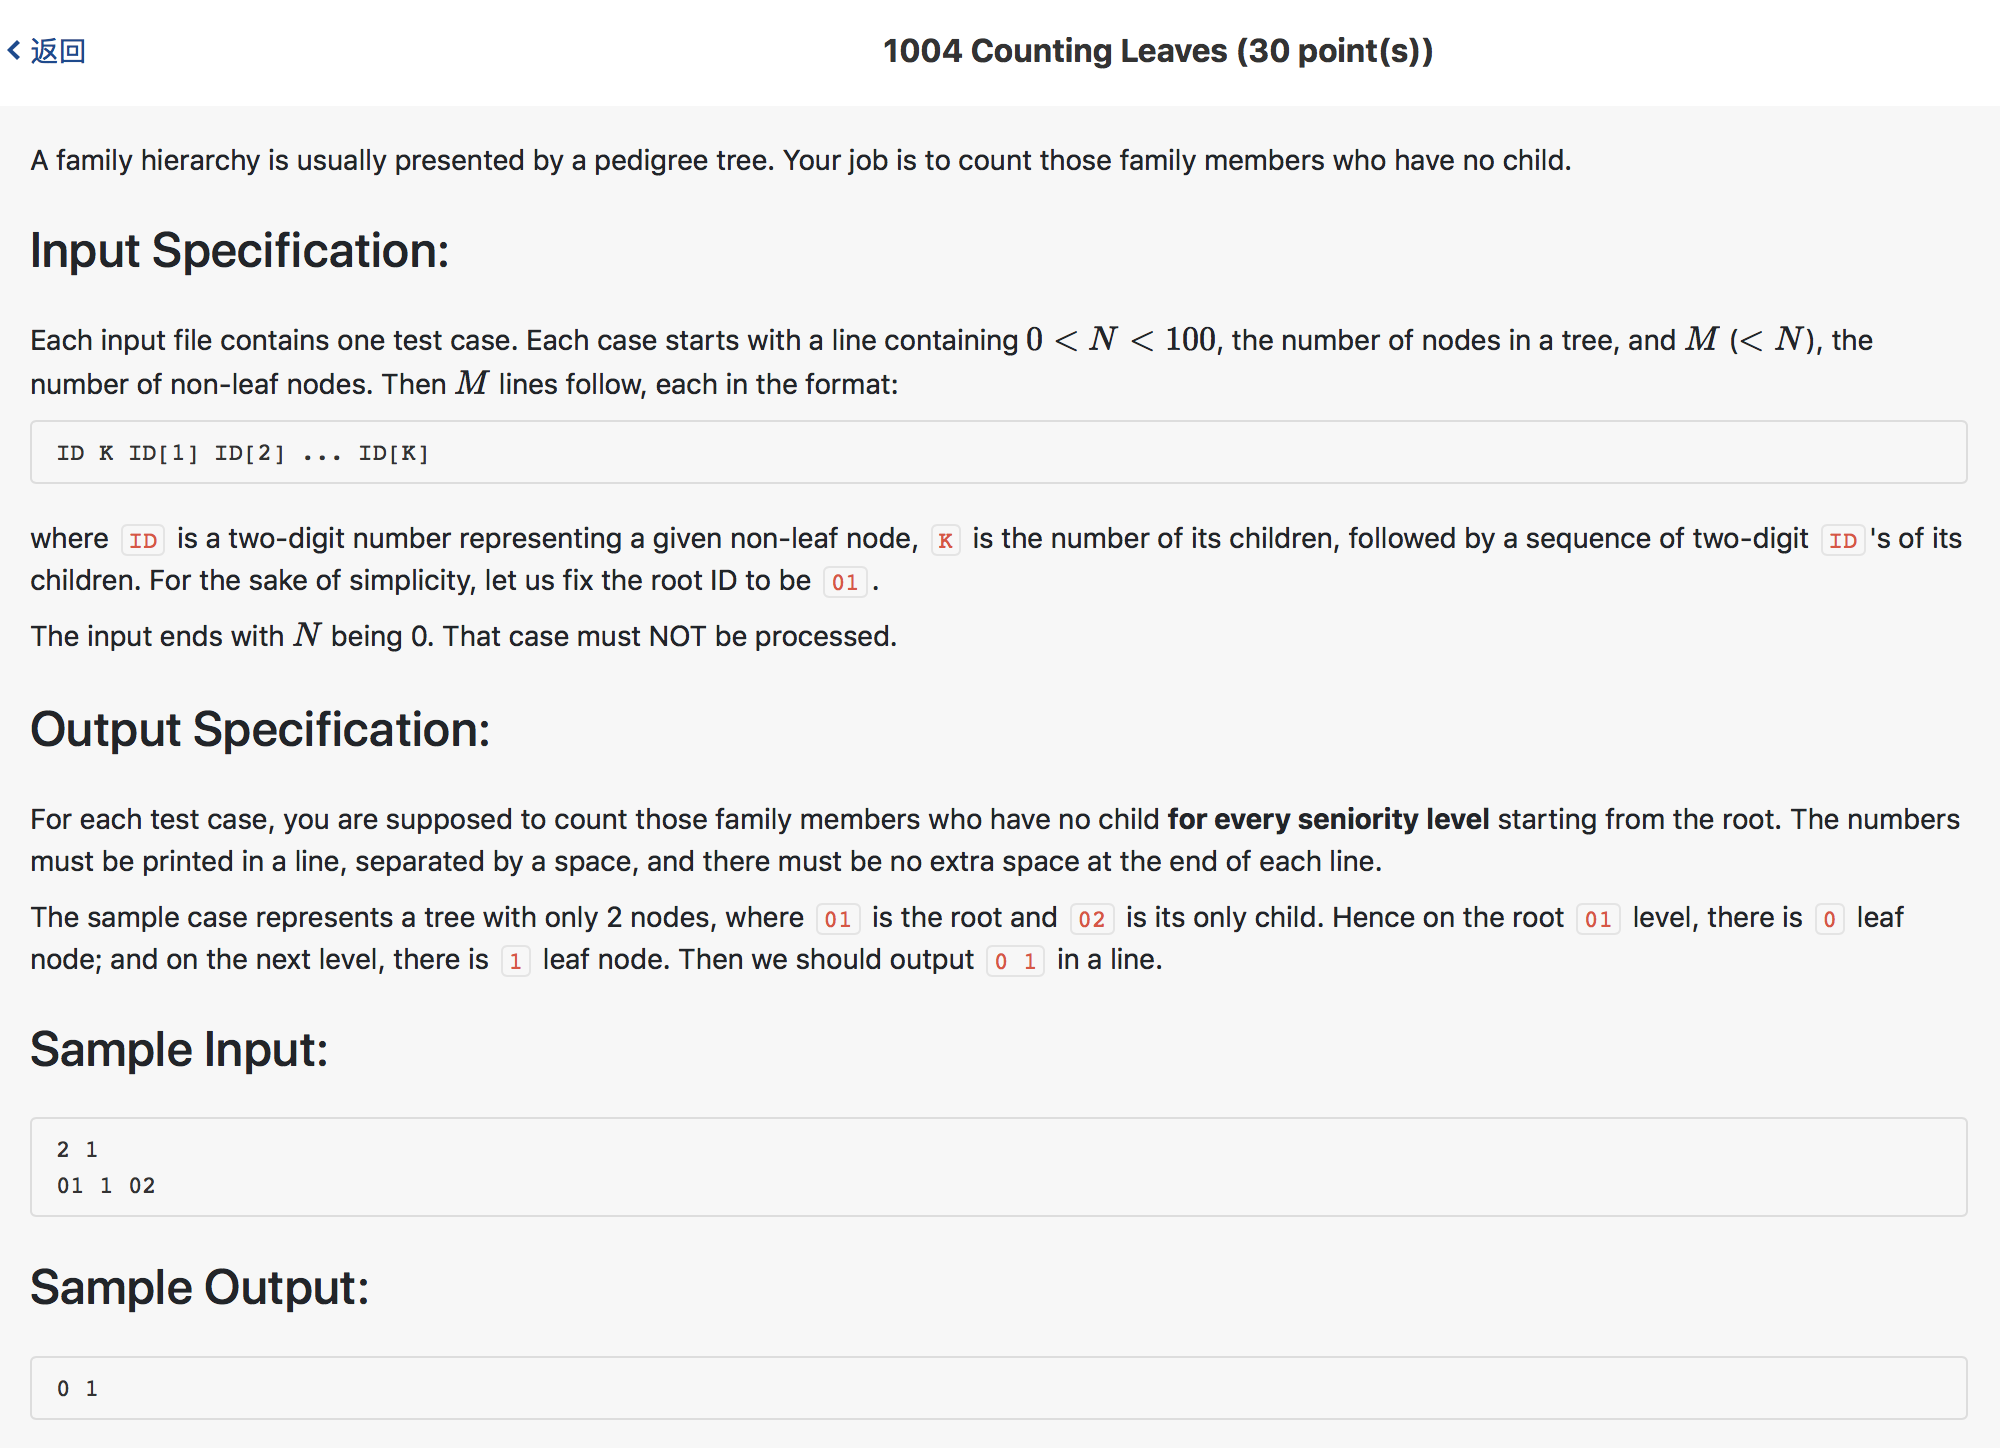 返回
1004 Counting Leaves (30 point(s))
A family hierarchy is usually presented by a pedigree tree. Your job is to count those family members who have no child.
Input Specification:
Each input file contains one test case. Each case starts with a line containing 0 < N < 100, the number of nodes in a tree, and M (< N), the
number of non-leaf nodes. Then M lines follow, each in the format:
ID K ID[1] ID[2] ... ID[K]
where ID is a two-digit number representing a given non-leaf node, K is the number of its children, followed by a sequence of two-digit ID 's of its
children. For the sake of simplicity, let us fix the root ID to be 01 .
The input ends with N being 0. That case must NOT be processed.
Output Specification:
For each test case, you are supposed to count those family members who have no child for every seniority level starting from the root. The numbers
must be printed in a line, separated by a space, and there must be no extra space at the end of each line.
The sample case represents a tree with only 2 nodes, where 01 is the root and 02 is its only child. Hence on the root 01 level, there is 0 leaf
node; and on the next level, there is 1 leaf node. Then we should output 0 1 in a line.
Sample Input:
2 1
01 1 02
Sample Output:
0 1